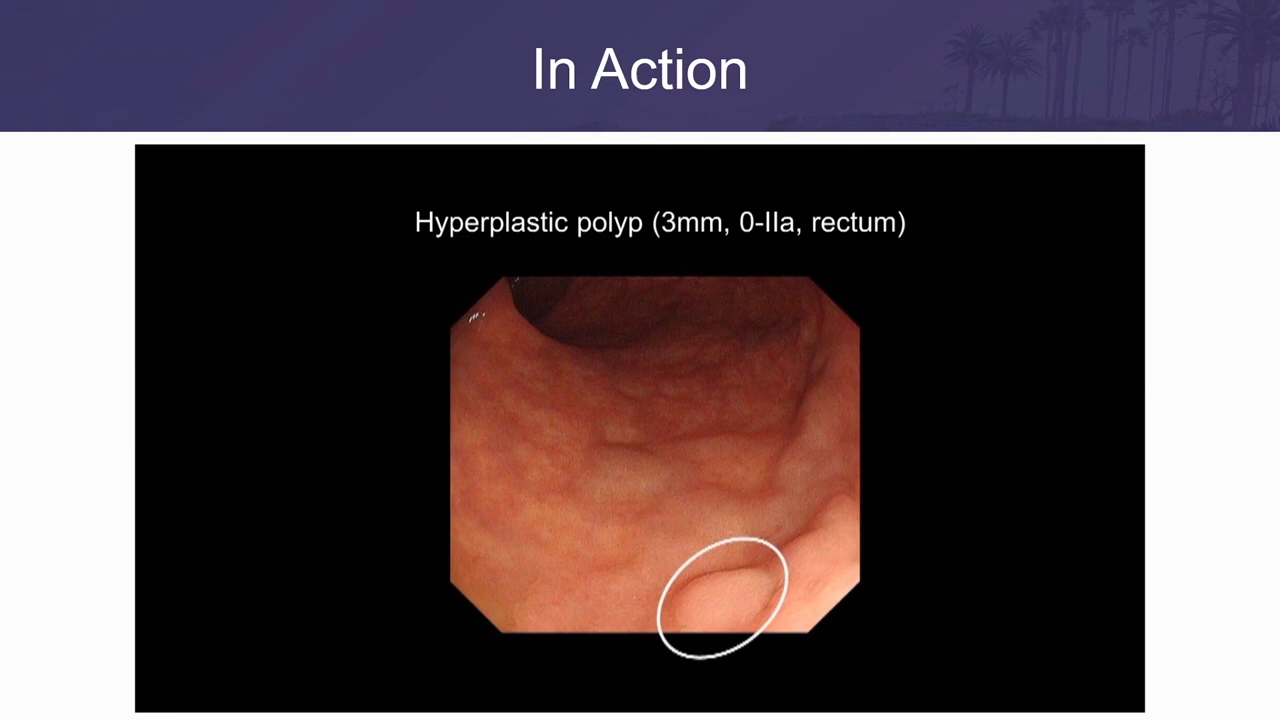 In Action
Hyperplastic polyp (3mm, 0-IIa, rectum)